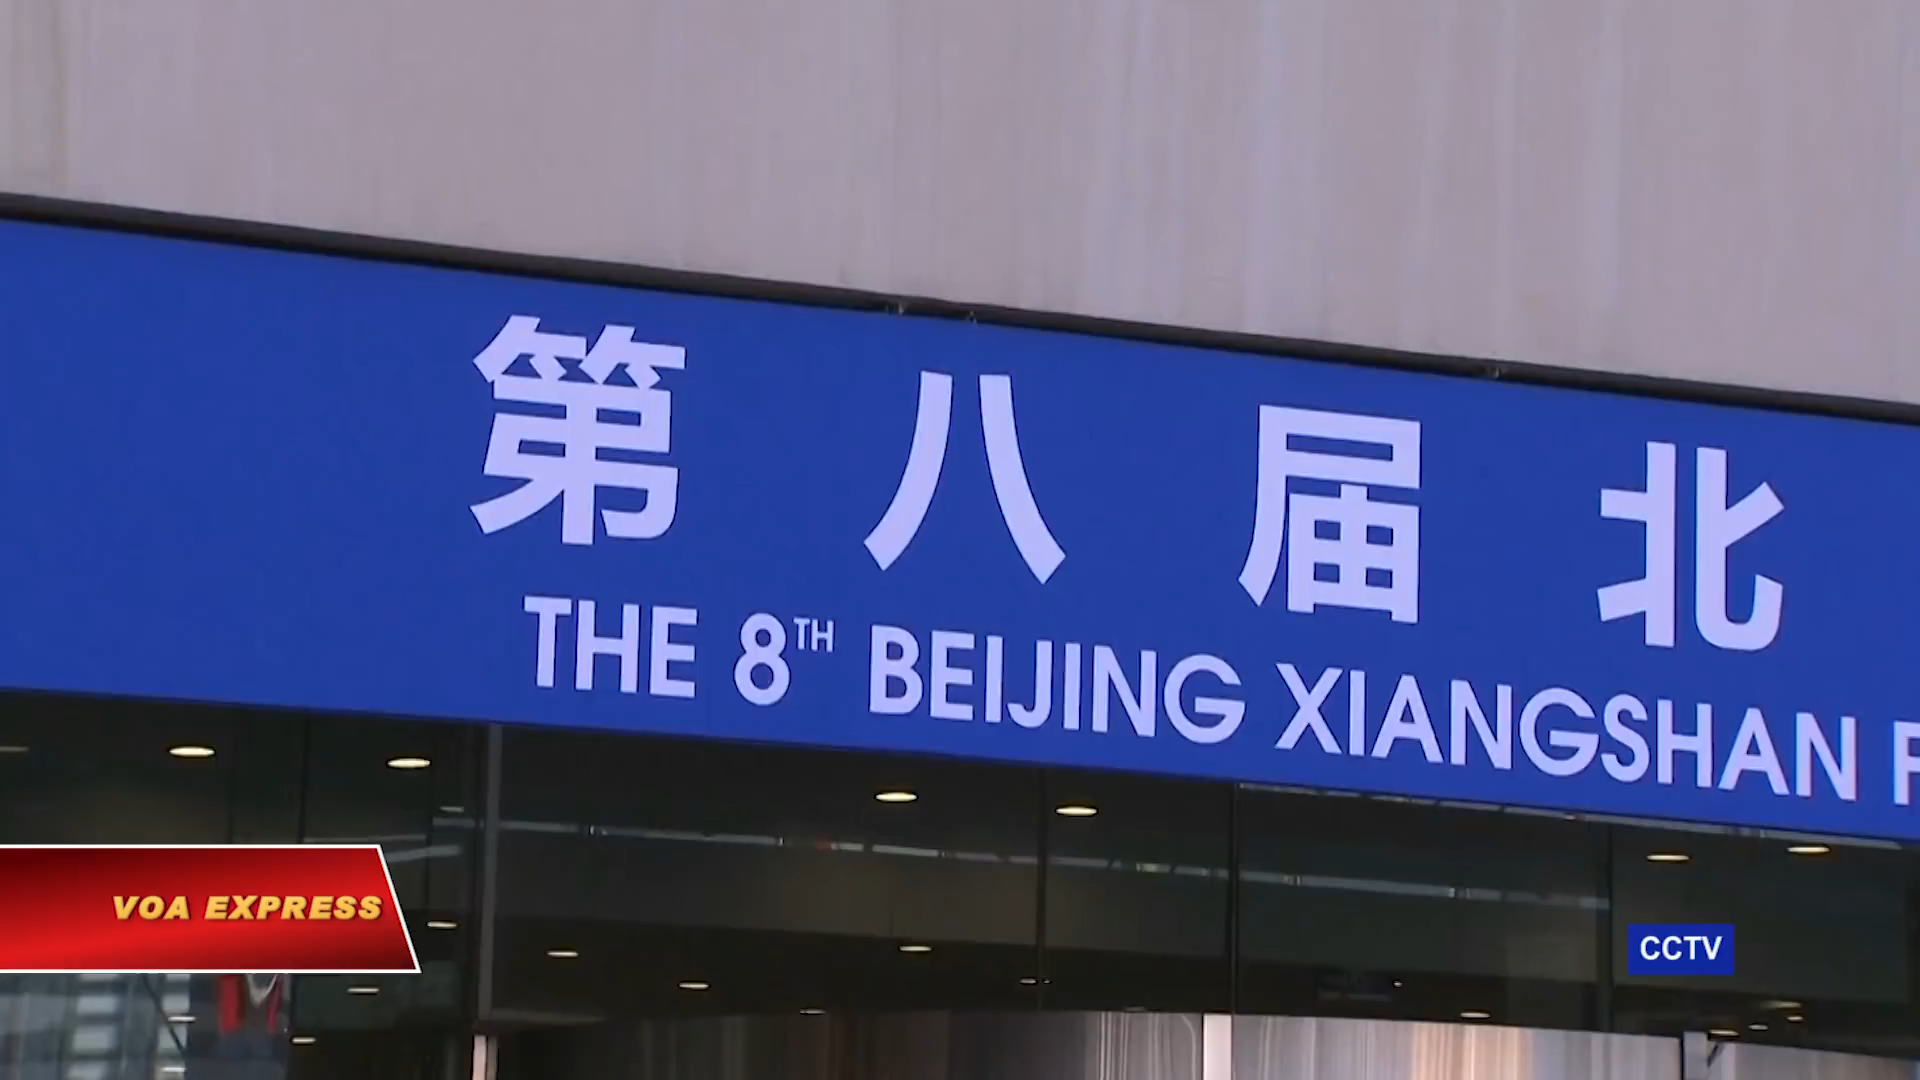 第八届北
THE 8TH BEIJING XIANGSHAN F
VOA EXPRESS
CCTV